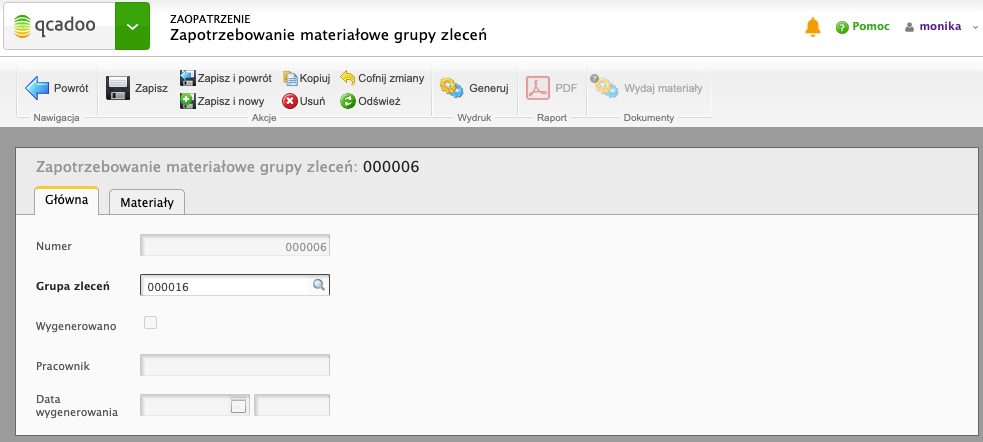 qcadoo
ZAOPATRZENIE
Zapotrzebowanie materiałowe grupy zleceń
Pomoc
monika
Powrót
Zapisz
Zapisz i powrót
Kopiuj
Cofnij zmiany
Zapisz i nowy
Usuń
Odśwież
Generuj
PDF
Wydaj materiały
Nawigacja
Akcje
Wydruk
Raport
Dokumenty
Zapotrzebowanie materiałowe grupy zleceń: 000006
Główna
Materiały
Numer
000006
Grupa zleceń
000016
Wygenerowano
Pracownik
Data
wygenerowania